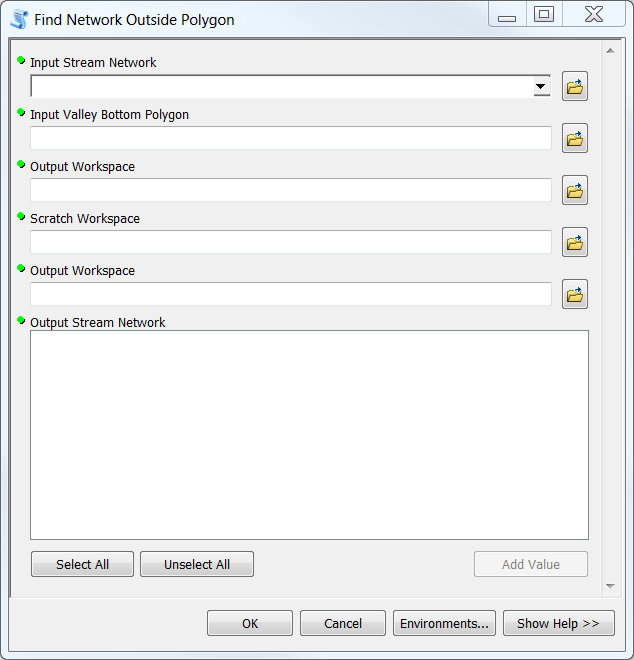 Find Network Outside Polygon
Input Stream Network
Input Valley Bottom Polygon
Output Workspace
Scratch Workspace
Output Workspace
Output Stream Network
Select All
Unselect All
Add Value
OK
Cancel
Environments...
Show Help >>